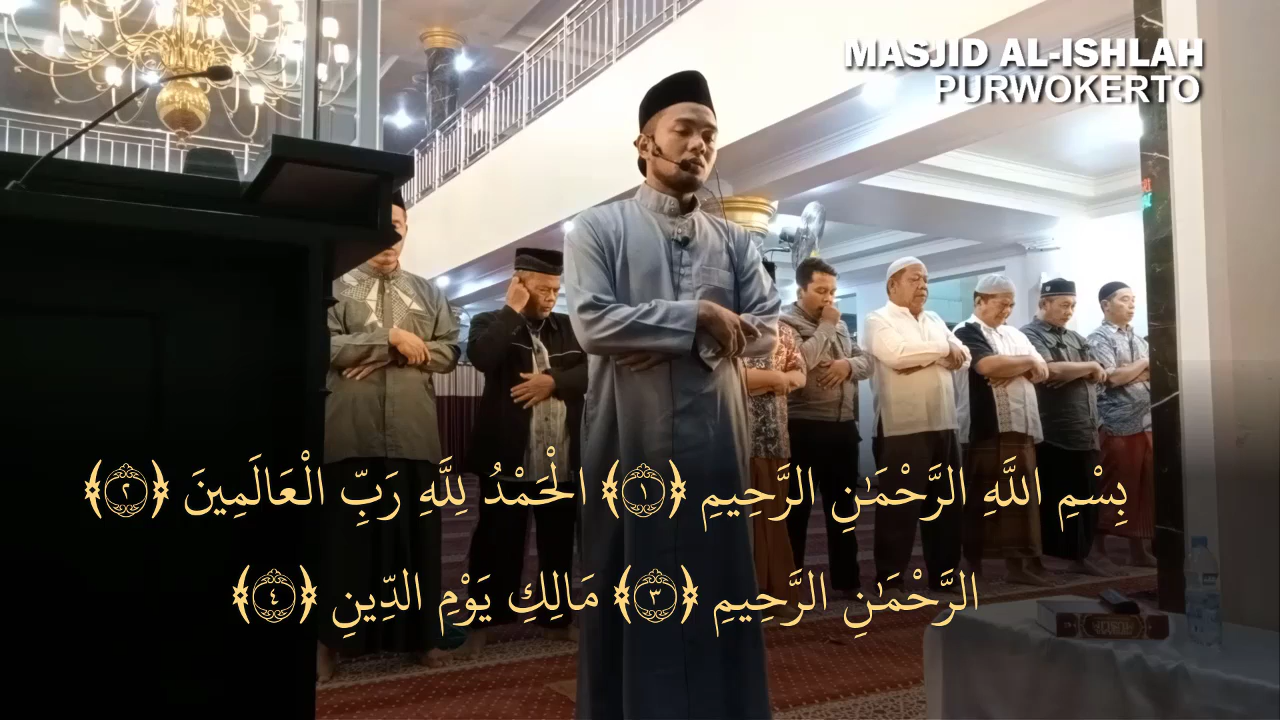 MASJID AL-ISHLAH
PURWOKERTO
بِسْمِ اللَّهِ الرَّحْمَٰنِ الرَّحِيمِ ﴿١﴾ الْحَمْدُ لِلَّهِ رَبِّ الْعَالَمِينَ ﴿٢﴾
الرَّحْمَٰنِ الرَّحِيمِ ﴿٣﴾ مَالِكِ يَوْمِ الدِّينِ ﴿٤﴾